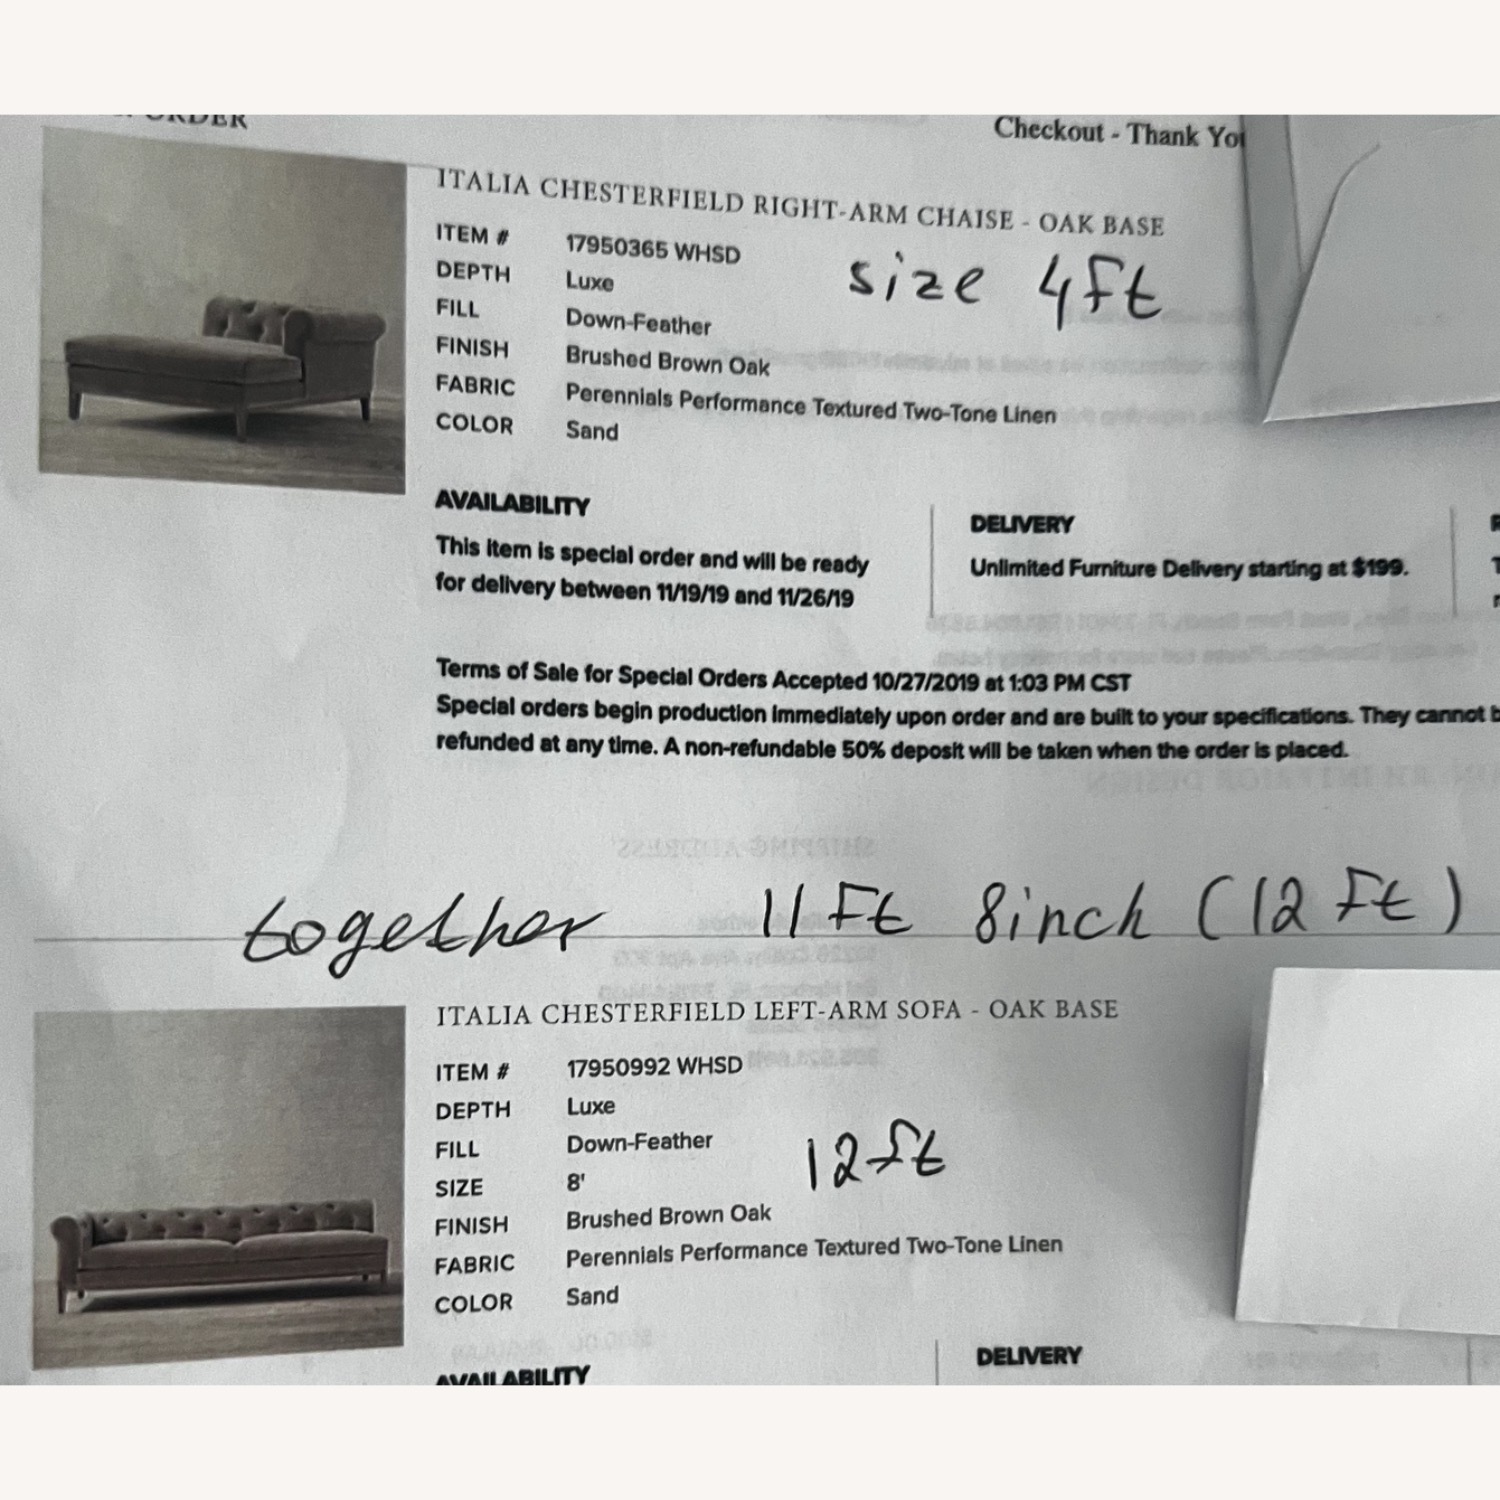 ORDER
Checkout - Thank You
ITALIA CHESTERFIELD RIGHT-ARM CHAISE - OAK BASE
ITEM # 17950365 WHSD
size 4ft
DEPTH Luxe
FILL Down-Feather
FINISH Brushed Brown Oak
FABRIC Perennials Performance Textured Two-Tone Linen
COLOR Sand
AVAILABILITY
This item is special order and will be ready
for delivery between 11/19/19 and 11/26/19
DELIVERY
Unlimited Furniture Delivery starting at $199.
Terms of Sale for Special Orders Accepted 10/27/2019 at 1:03 PM CST
Special orders begin production immediately upon order and are built to your specifications. They cannot b
refunded at any time. A non-refundable 50% deposit will be taken when the order is placed.
together 11ft 8inch (12ft)
ITALIA CHESTERFIELD LEFT-ARM SOFA - OAK BASE
ITEM # 17950992 WHSD
DEPTH Luxe
FILL Down-Feather
12ft
SIZE 8'
FINISH Brushed Brown Oak
FABRIC Perennials Performance Textured Two-Tone Linen
COLOR Sand
AVAILABILITY
DELIVERY